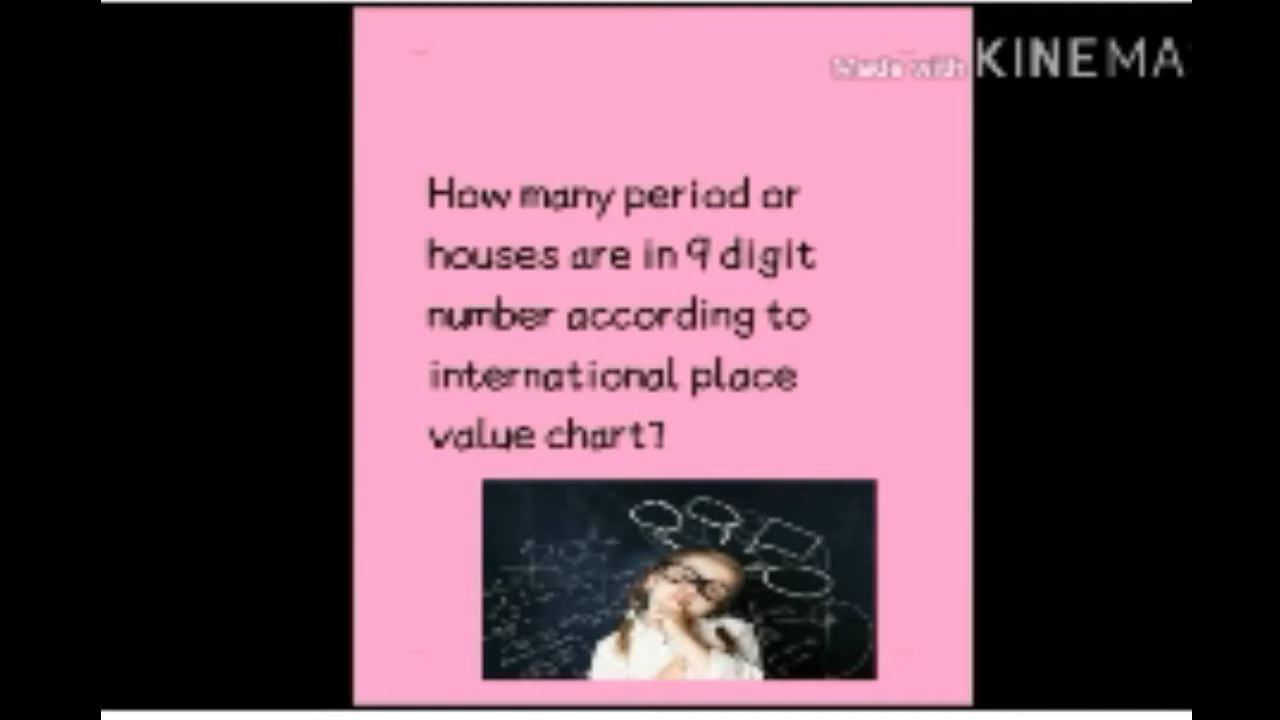 Made with KINEMA
How many period or
houses are in 9 digit
number according to
international place
value chart?